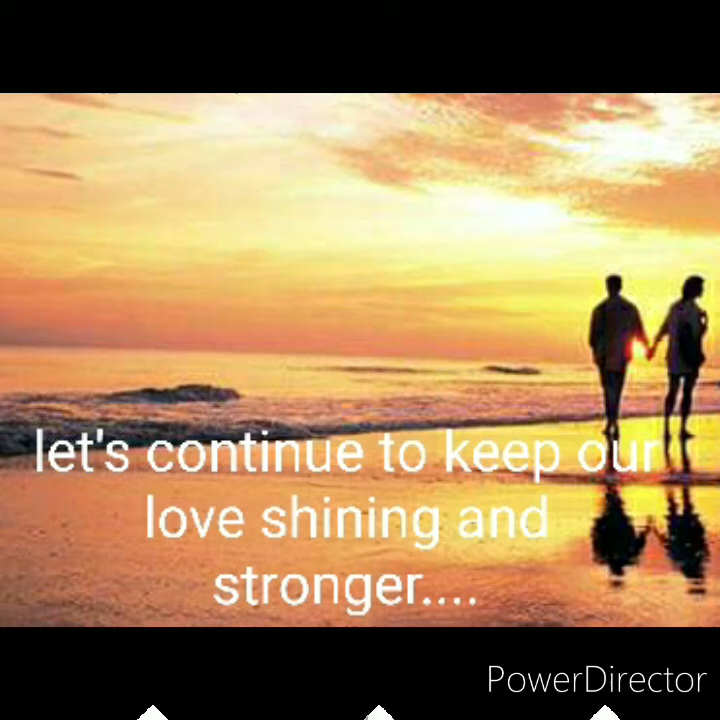 let's continue to keep our
love shining and
stronger....
PowerDirector